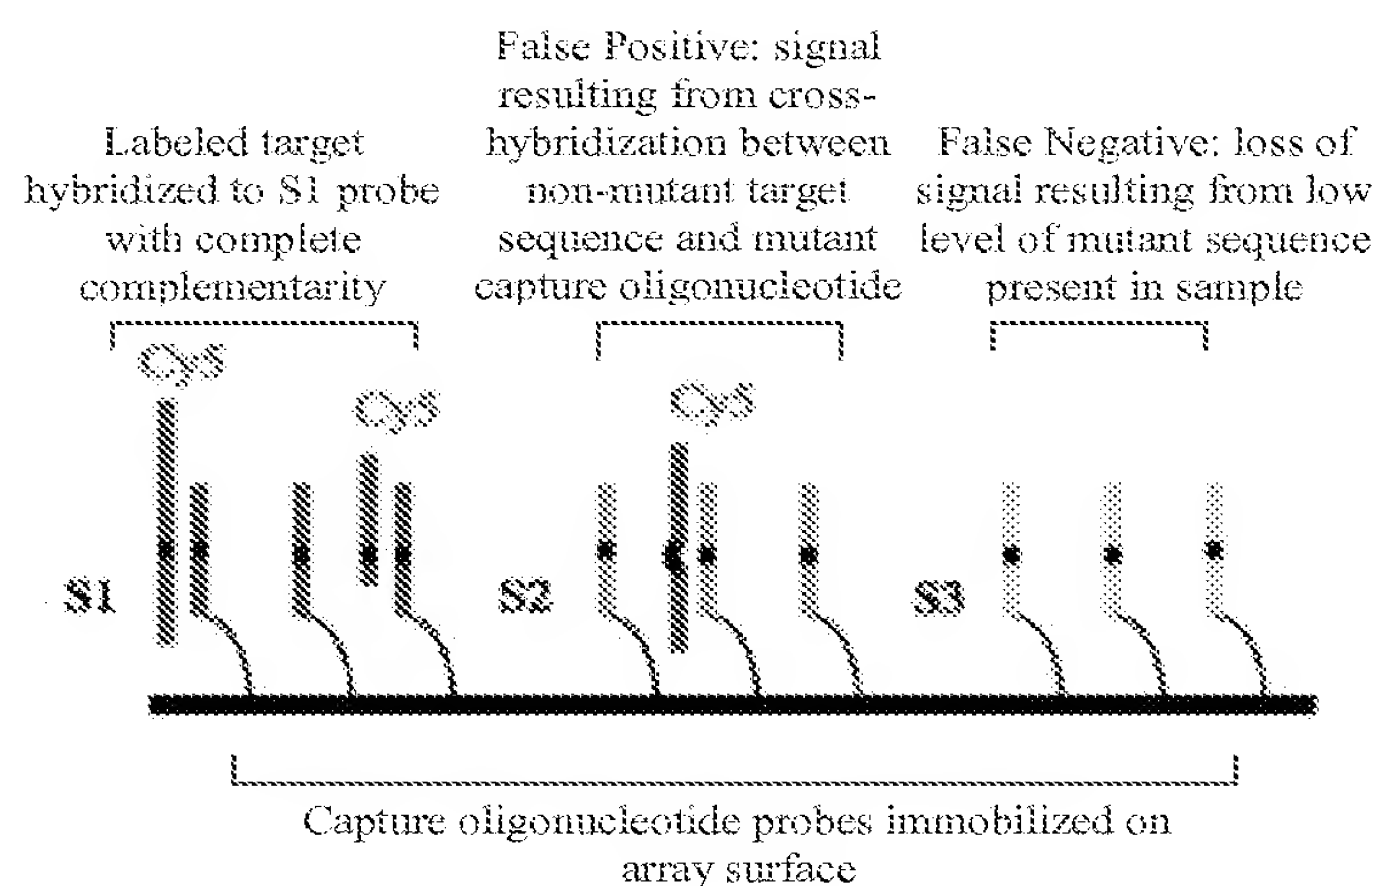 Labeled target
hybridized to S1 probe
with complete
complementarity
False Positive: signal
resulting from cross-
hybridization between
non-mutant target
sequence and mutant
capture oligonucleotide
False Negative: loss of
signal resulting from low
level of mutant sequence
present in sample
Cy5
Cy5
Cy5
S1
S2
S3
Capture oligonucleotide probes immobilized on
array surface